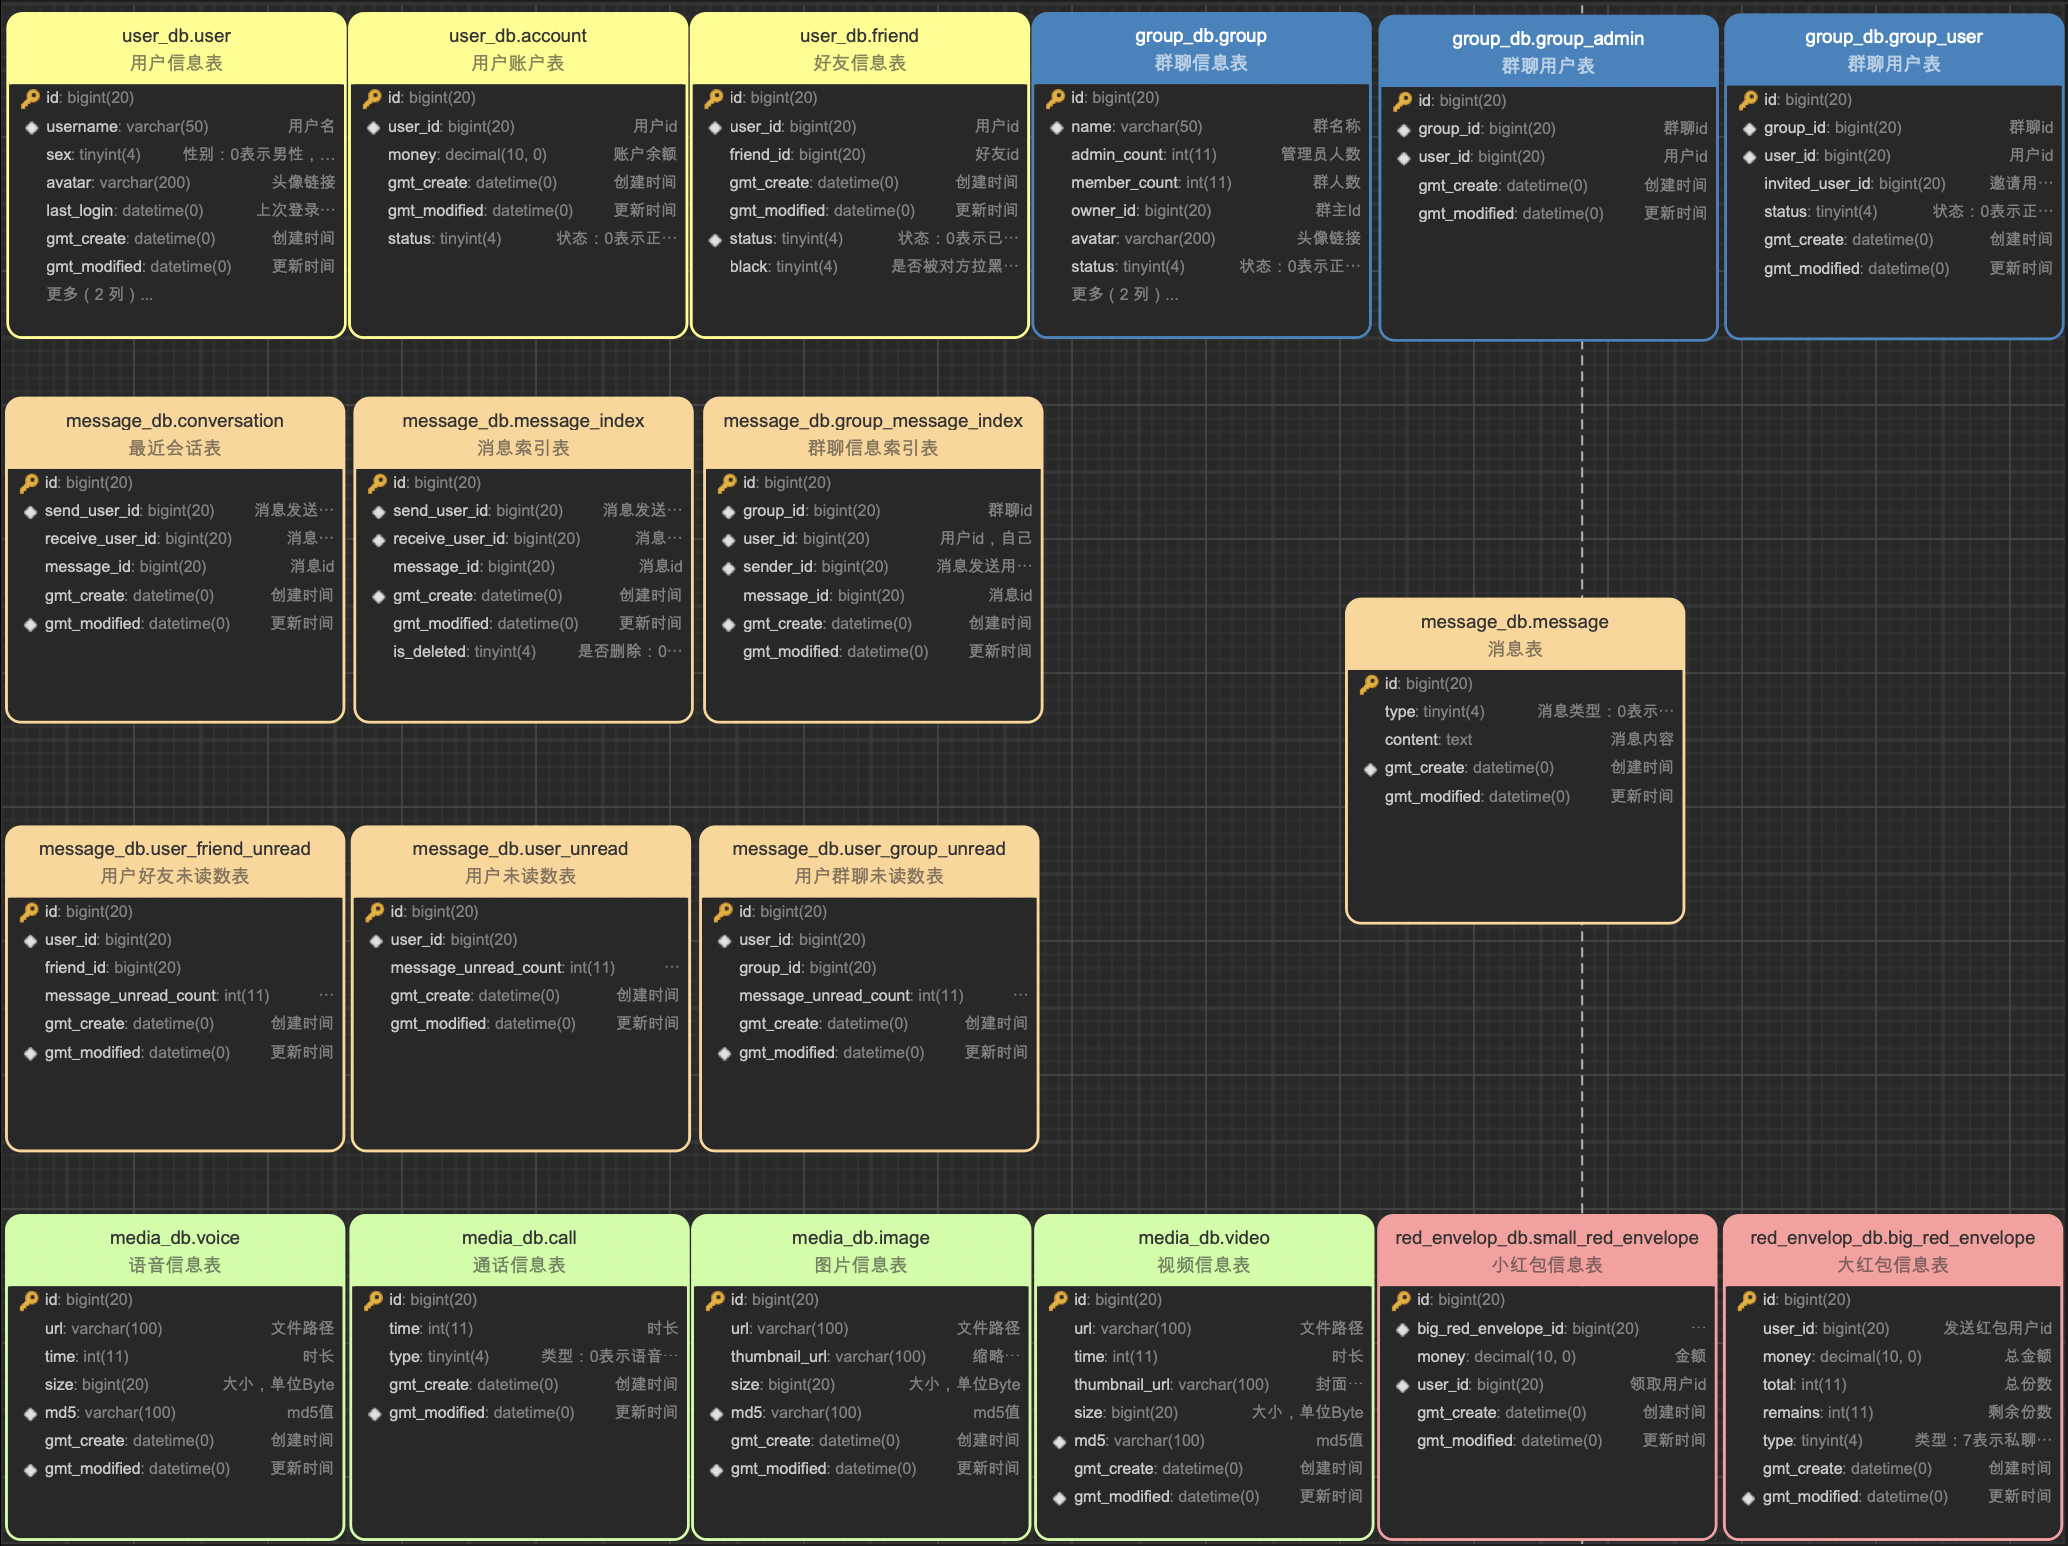 user_db.user
用户信息表
id: bigint(20)
username: varchar(50) 用户名
sex: tinyint(4) 性别：0表示男性，...
avatar: varchar(200) 头像链接
last_login: datetime(0) 上次登录…
gmt_create: datetime(0) 创建时间
gmt_modified: datetime(0) 更新时间
更多（2 列）...
user_db.account
用户账户表
id: bigint(20)
user_id: bigint(20) 用户id
money: decimal(10, 0) 账户余额
gmt_create: datetime(0) 创建时间
gmt_modified: datetime(0) 更新时间
status: tinyint(4) 状态：0表示正…
user_db.friend
好友信息表
id: bigint(20)
user_id: bigint(20) 用户id
friend_id: bigint(20) 好友id
gmt_create: datetime(0) 创建时间
gmt_modified: datetime(0) 更新时间
status: tinyint(4) 状态：0表示已…
black: tinyint(4) 是否被对方拉黑…
group_db.group
群聊信息表
id: bigint(20)
name: varchar(50) 群名称
admin_count: int(11) 管理员人数
member_count: int(11) 群人数
owner_id: bigint(20) 群主Id
avatar: varchar(200) 头像链接
status: tinyint(4) 状态：0表示正…
更多（2 列）...
group_db.group_admin
群聊用户表
id: bigint(20)
group_id: bigint(20) 群聊id
user_id: bigint(20) 用户id
gmt_create: datetime(0) 创建时间
gmt_modified: datetime(0) 更新时间
group_db.group_user
群聊用户表
id: bigint(20)
group_id: bigint(20) 群聊id
user_id: bigint(20) 用户id
invited_user_id: bigint(20) 邀请用…
status: tinyint(4) 状态：0表示正…
gmt_create: datetime(0) 创建时间
gmt_modified: datetime(0) 更新时间
message_db.conversation
最近会话表
id: bigint(20)
send_user_id: bigint(20) 消息发送…
receive_user_id: bigint(20) 消息…
message_id: bigint(20) 消息id
gmt_create: datetime(0) 创建时间
gmt_modified: datetime(0) 更新时间
message_db.message_index
消息索引表
id: bigint(20)
send_user_id: bigint(20) 消息发送…
receive_user_id: bigint(20) 消息…
message_id: bigint(20) 消息id
gmt_create: datetime(0) 创建时间
gmt_modified: datetime(0) 更新时间
is_deleted: tinyint(4) 是否删除：0…
message_db.group_message_index
群聊信息索引表
id: bigint(20)
group_id: bigint(20) 群聊id
user_id: bigint(20) 用户id，自己
sender_id: bigint(20) 消息发送用…
message_id: bigint(20) 消息id
gmt_create: datetime(0) 创建时间
gmt_modified: datetime(0) 更新时间
message_db.message
消息表
id: bigint(20)
type: tinyint(4) 消息类型：0表示…
content: text 消息内容
gmt_create: datetime(0) 创建时间
gmt_modified: datetime(0) 更新时间
message_db.user_friend_unread
用户好友未读数表
id: bigint(20)
user_id: bigint(20)
friend_id: bigint(20)
message_unread_count: int(11) …
gmt_create: datetime(0) 创建时间
gmt_modified: datetime(0) 更新时间
message_db.user_unread
用户未读数表
id: bigint(20)
user_id: bigint(20)
message_unread_count: int(11) …
gmt_create: datetime(0) 创建时间
gmt_modified: datetime(0) 更新时间
message_db.user_group_unread
用户群聊未读数表
id: bigint(20)
user_id: bigint(20)
group_id: bigint(20)
message_unread_count: int(11) …
gmt_create: datetime(0) 创建时间
gmt_modified: datetime(0) 更新时间
media_db.voice
语音信息表
id: bigint(20)
url: varchar(100) 文件路径
time: int(11) 时长
size: bigint(20) 大小，单位Byte
md5: varchar(100) md5值
gmt_create: datetime(0) 创建时间
gmt_modified: datetime(0) 更新时间
media_db.call
通话信息表
id: bigint(20)
time: int(11) 时长
type: tinyint(4) 类型：0表示语音…
gmt_create: datetime(0) 创建时间
gmt_modified: datetime(0) 更新时间
media_db.image
图片信息表
id: bigint(20)
url: varchar(100) 文件路径
thumbnail_url: varchar(100) 缩略…
size: bigint(20) 大小，单位Byte
md5: varchar(100) md5值
gmt_create: datetime(0) 创建时间
gmt_modified: datetime(0) 更新时间
media_db.video
视频信息表
id: bigint(20)
url: varchar(100) 文件路径
time: int(11) 时长
thumbnail_url: varchar(100) 封面…
size: bigint(20) 大小，单位Byte
md5: varchar(100) md5值
gmt_create: datetime(0) 创建时间
gmt_modified: datetime(0) 更新时间
red_envelop_db.small_red_envelope
小红包信息表
id: bigint(20)
big_red_envelope_id: bigint(20) …
money: decimal(10, 0) 金额
user_id: bigint(20) 领取用户id
gmt_create: datetime(0) 创建时间
gmt_modified: datetime(0) 更新时间
red_envelop_db.big_red_envelope
大红包信息表
id: bigint(20)
user_id: bigint(20) 发送红包用户id
money: decimal(10, 0) 总金额
total: int(11) 总份数
remains: int(11) 剩余份数
type: tinyint(4) 类型：7表示私聊…
gmt_create: datetime(0) 创建时间
gmt_modified: datetime(0) 更新时间